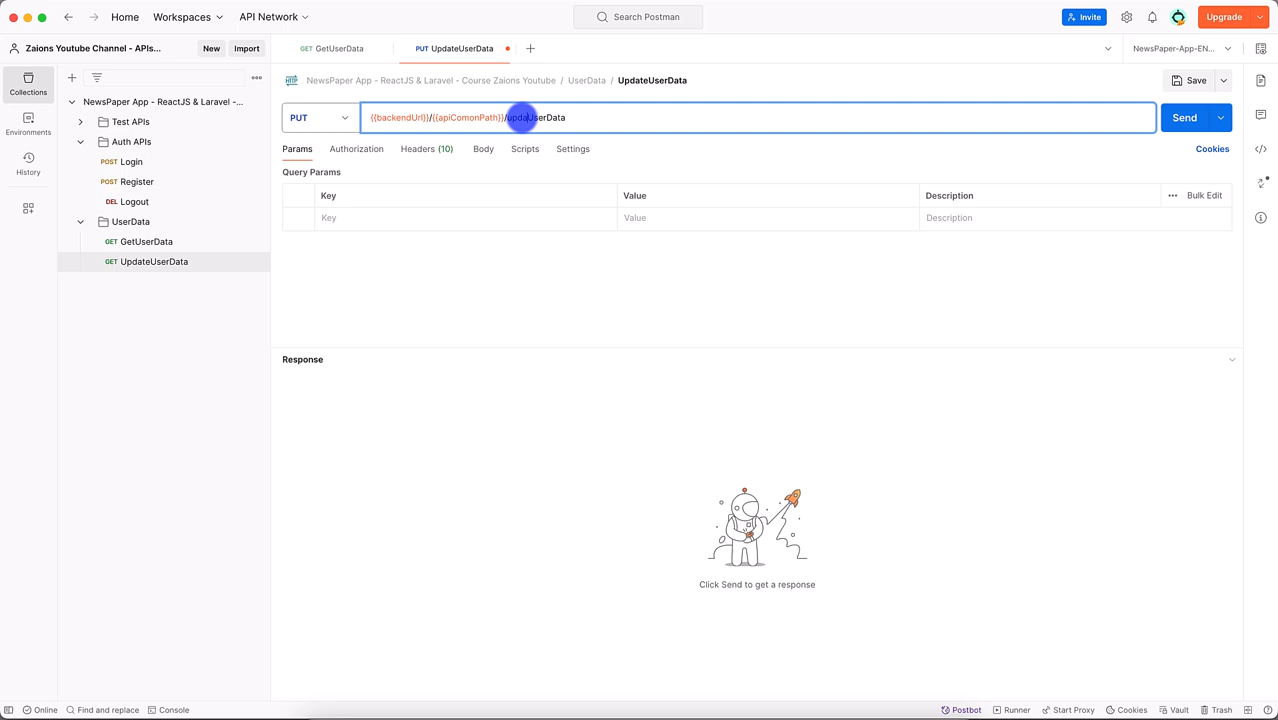 Home Workspaces API Network Search Postman Invite Upgrade
Zaions Youtube Channel - APIs... New Import GET GetUserData PUT UpdateUserData NewsPaper-App-EN...
Collections
Environments
History
NewsPaper App - ReactJS & Laravel -...
Test APIs
Auth APIs
POST Login
POST Register
DEL Logout
UserData
GET GetUserData
GET UpdateUserData
HTTP NewsPaper App - ReactJS & Laravel - Course Zaions Youtube / UserData / UpdateUserData Save
PUT {{backendUrl}}/{{apiComonPath}}/updaUserData Send
Params Authorization Headers (10) Body Scripts Settings Cookies
Query Params
Key Value Description Bulk Edit
Key Value Description
Response
Click Send to get a response
Online Find and replace Console Postbot Runner Start Proxy Cookies Vault Trash